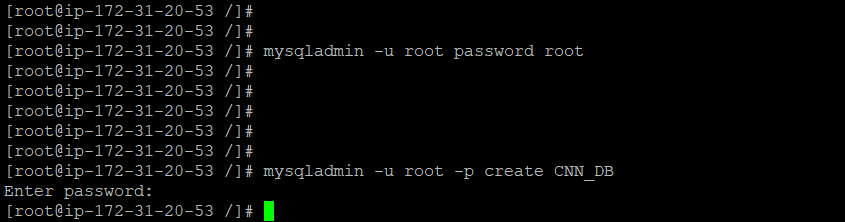 [root@ip-172-31-20-53 /]#
[root@ip-172-31-20-53 /]#
[root@ip-172-31-20-53 /]# mysqladmin -u root password root
[root@ip-172-31-20-53 /]#
[root@ip-172-31-20-53 /]#
[root@ip-172-31-20-53 /]#
[root@ip-172-31-20-53 /]#
[root@ip-172-31-20-53 /]#
[root@ip-172-31-20-53 /]# mysqladmin -u root -p create CNN_DB
Enter password:
[root@ip-172-31-20-53 /]#